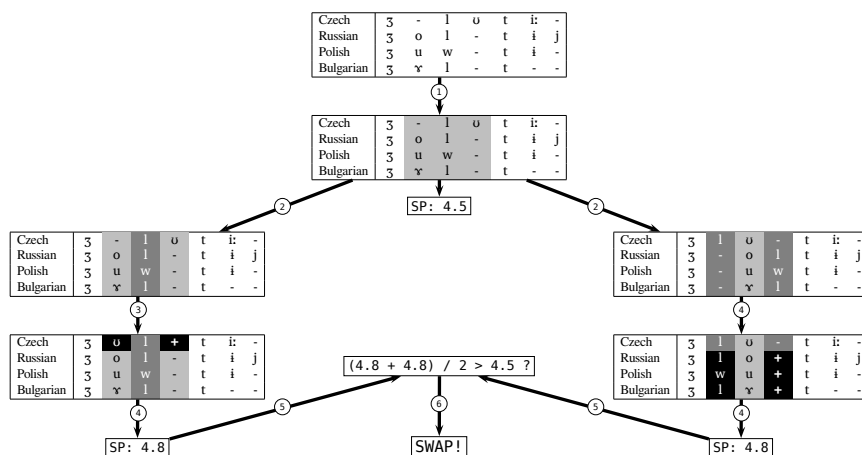 Czech ʒ - l ʊ t iː -
Russian ʒ o l - t ɨ j
Polish ʒ u w - t ɨ -
Bulgarian ʒ ɤ l - t - -
1
Czech ʒ - l ʊ t iː -
Russian ʒ o l - t ɨ j
Polish ʒ u w - t ɨ -
Bulgarian ʒ ɤ l - t - -
2
SP: 4.5
2
Czech ʒ - l ʊ t iː -
Russian ʒ o l - t ɨ j
Polish ʒ u w - t ɨ -
Bulgarian ʒ ɤ l - t - -
Czech ʒ l ʊ - t iː -
Russian ʒ - o l t ɨ j
Polish ʒ - u w t ɨ -
Bulgarian ʒ - ɤ l t - -
3
4
Czech ʒ ʊ l + t iː -
Russian ʒ o l - t ɨ j
Polish ʒ u w - t ɨ -
Bulgarian ʒ ɤ l - t - -
(4.8 + 4.8) / 2 > 4.5 ?
Czech ʒ l ʊ - t iː -
Russian ʒ l o + t ɨ j
Polish ʒ w u + t ɨ -
Bulgarian ʒ l ɤ + t - -
4
5
6
5
4
SP: 4.8
SWAP!
SP: 4.8